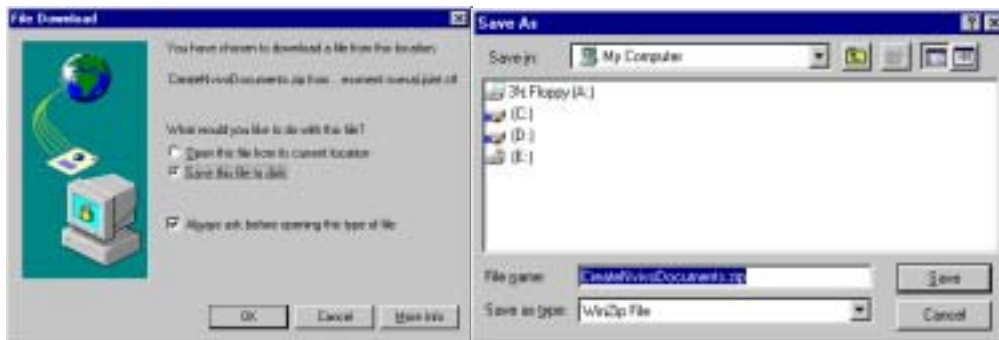 File Download
You have chosen to download a file from this location.
CreateNvivoDocuments.zip from
What would you like to do with this file?
Open this file from its current location
Save this file to disk
Always ask before opening this type of file
OK Cancel More Info
Save As
Save in: My Computer
3½ Floppy (A:)
(C:)
(D:)
(E:)
File name: CreateNvivoDocuments.zip Save
Save as type: WinZip File Cancel